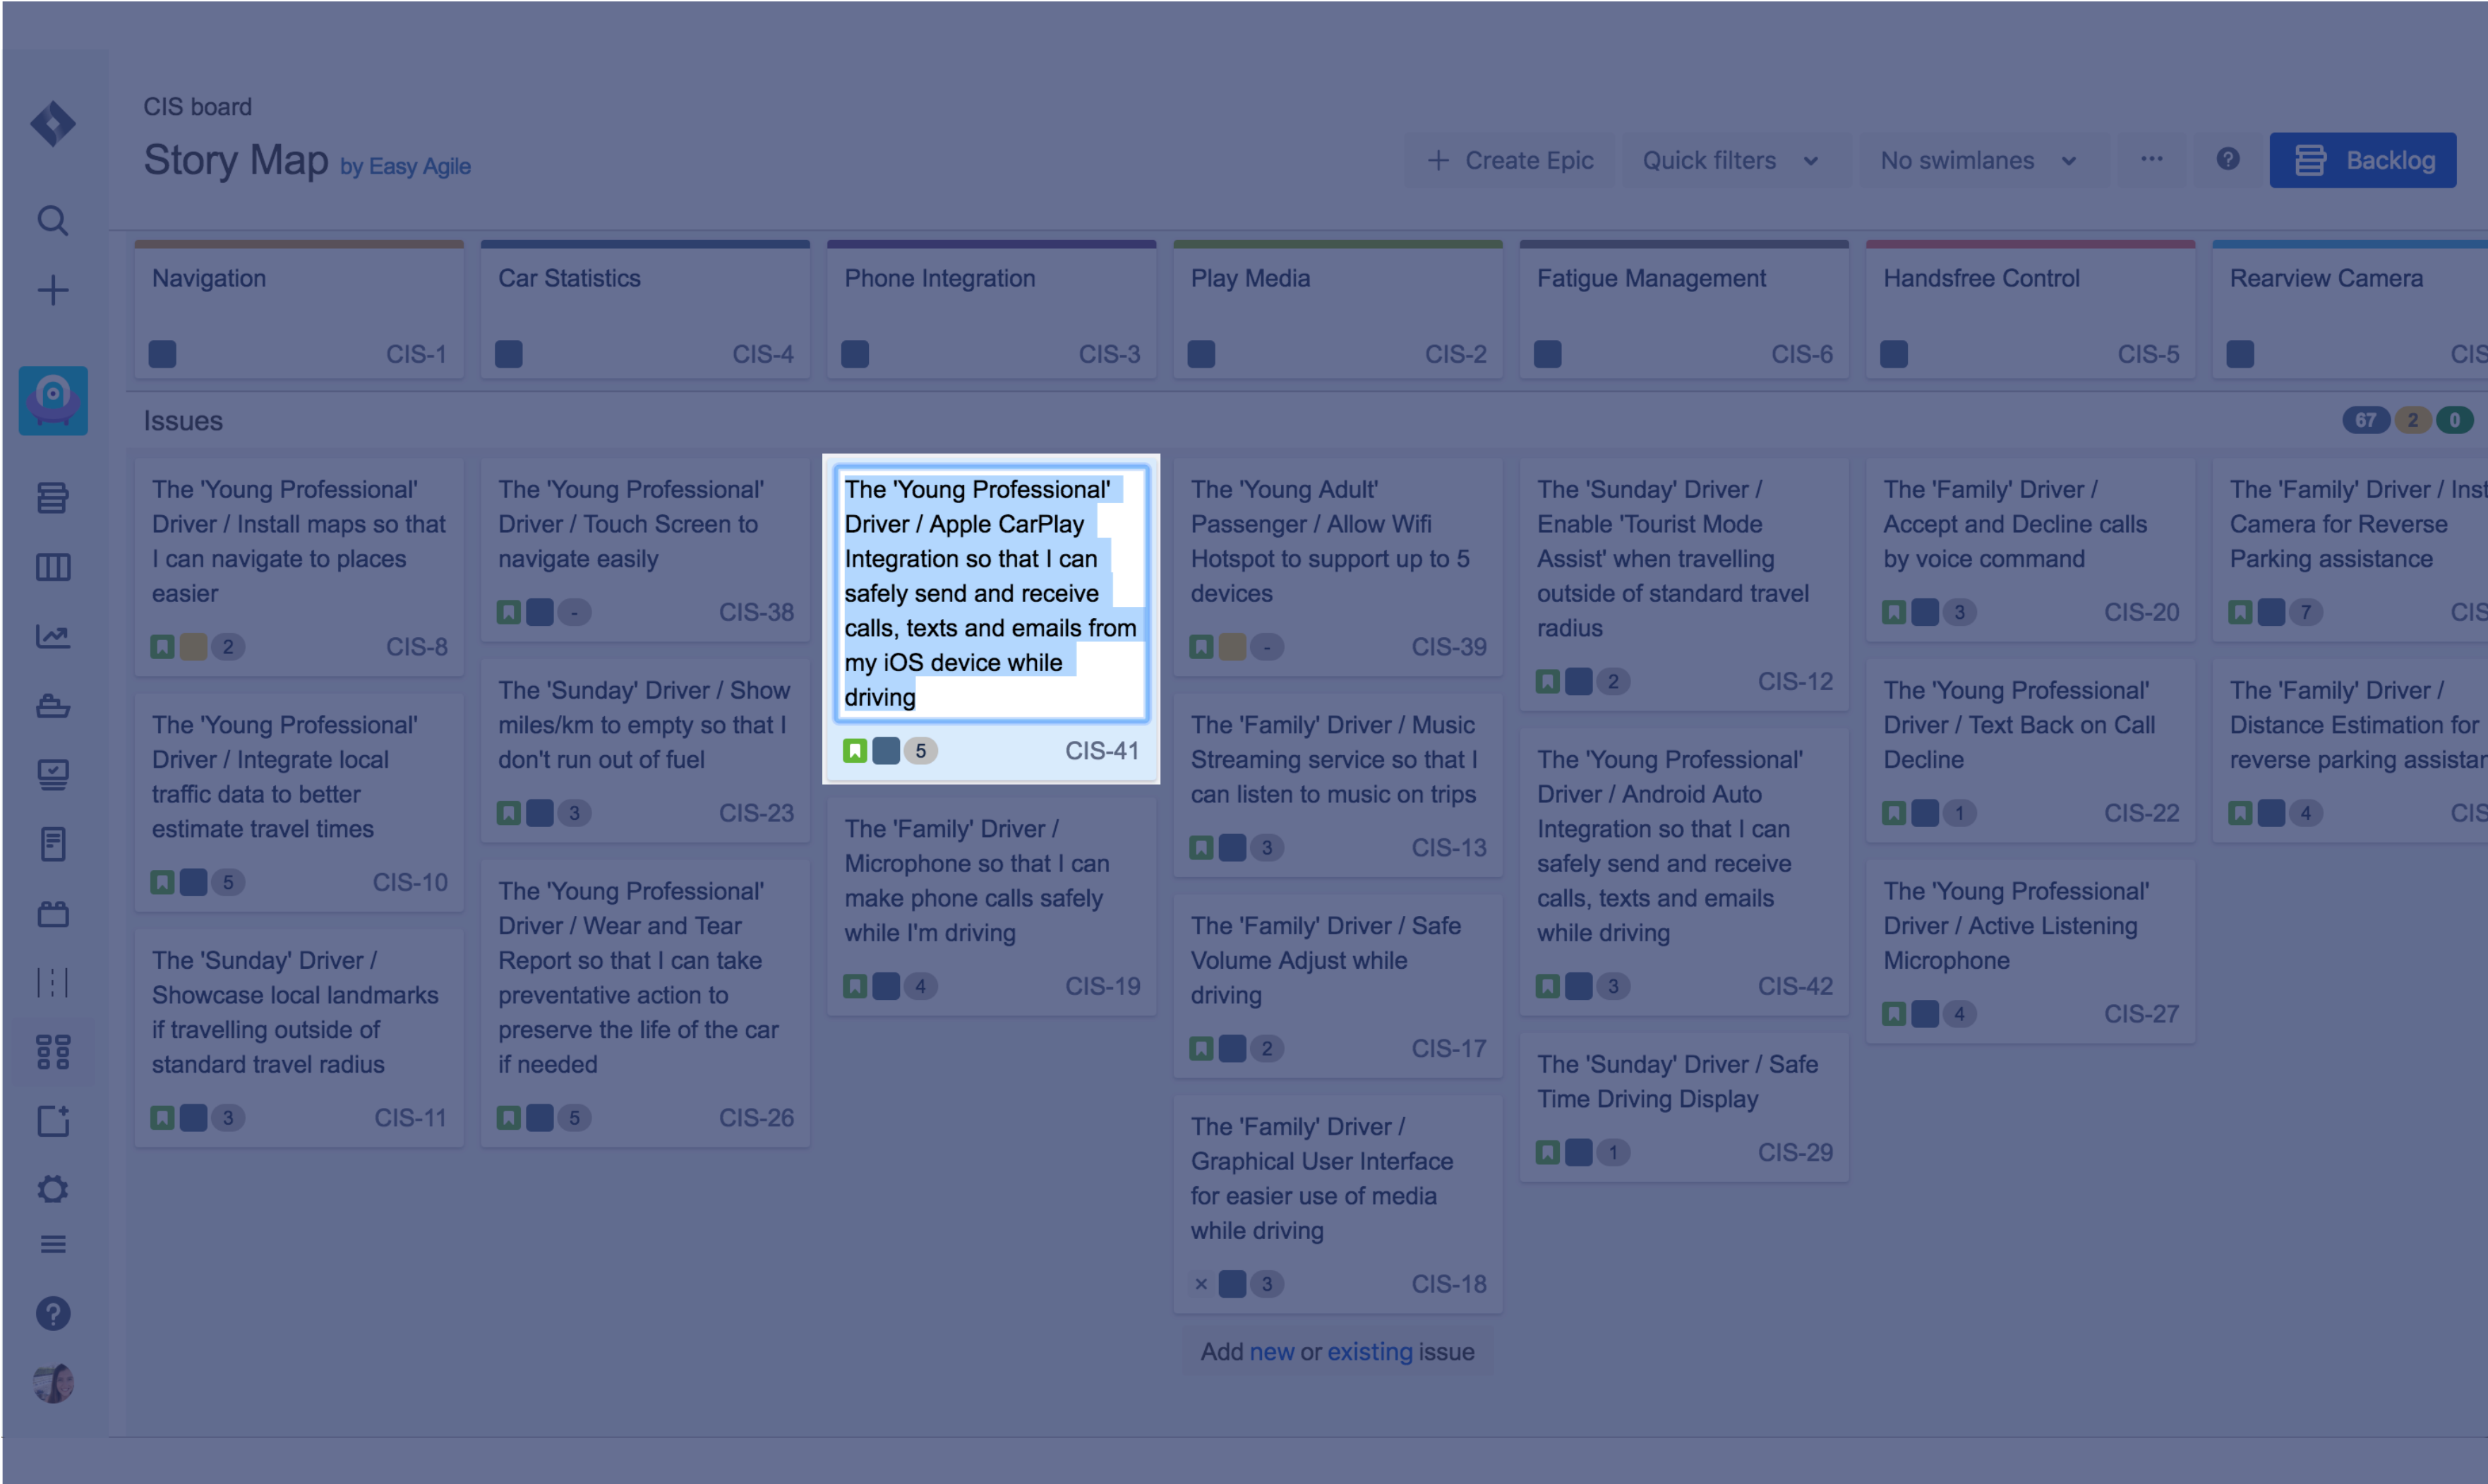 CIS board
Story Map by Easy Agile
Create Epic
Quick filters
No swimlanes
Backlog
Navigation
CIS-1
Car Statistics
CIS-4
Phone Integration
CIS-3
Play Media
CIS-2
Fatigue Management
CIS-6
Handsfree Control
CIS-5
Rearview Camera
CIS
Issues
67 2 0
The 'Young Professional'
Driver / Install maps so that
I can navigate to places
easier
2 CIS-8
The 'Young Professional'
Driver / Integrate local
traffic data to better
estimate travel times
5 CIS-10
The 'Sunday' Driver /
Showcase local landmarks
if travelling outside of
standard travel radius
3 CIS-11
The 'Young Professional'
Driver / Touch Screen to
navigate easily
- CIS-38
The 'Sunday' Driver / Show
miles/km to empty so that I
don't run out of fuel
3 CIS-23
The 'Young Professional'
Driver / Wear and Tear
Report so that I can take
preventative action to
preserve the life of the car
if needed
5 CIS-26
The 'Young Professional'
Driver / Apple CarPlay
Integration so that I can
safely send and receive
calls, texts and emails from
my iOS device while
driving
5 CIS-41
The 'Family' Driver /
Microphone so that I can
make phone calls safely
while I'm driving
4 CIS-19
The 'Young Adult'
Passenger / Allow Wifi
Hotspot to support up to 5
devices
- CIS-39
The 'Family' Driver / Music
Streaming service so that I
can listen to music on trips
3 CIS-13
The 'Family' Driver / Safe
Volume Adjust while
driving
2 CIS-17
The 'Family' Driver /
Graphical User Interface
for easier use of media
while driving
3 CIS-18
Add new or existing issue
The 'Sunday' Driver /
Enable 'Tourist Mode
Assist' when travelling
outside of standard travel
radius
2 CIS-12
The 'Young Professional'
Driver / Android Auto
Integration so that I can
safely send and receive
calls, texts and emails
while driving
3 CIS-42
The 'Sunday' Driver / Safe
Time Driving Display
1 CIS-29
The 'Family' Driver /
Accept and Decline calls
by voice command
3 CIS-20
The 'Young Professional'
Driver / Text Back on Call
Decline
1 CIS-22
The 'Young Professional'
Driver / Active Listening
Microphone
4 CIS-27
The 'Family' Driver / Inst
Camera for Reverse
Parking assistance
7 CIS
The 'Family' Driver /
Distance Estimation for
reverse parking assistan
4 CIS